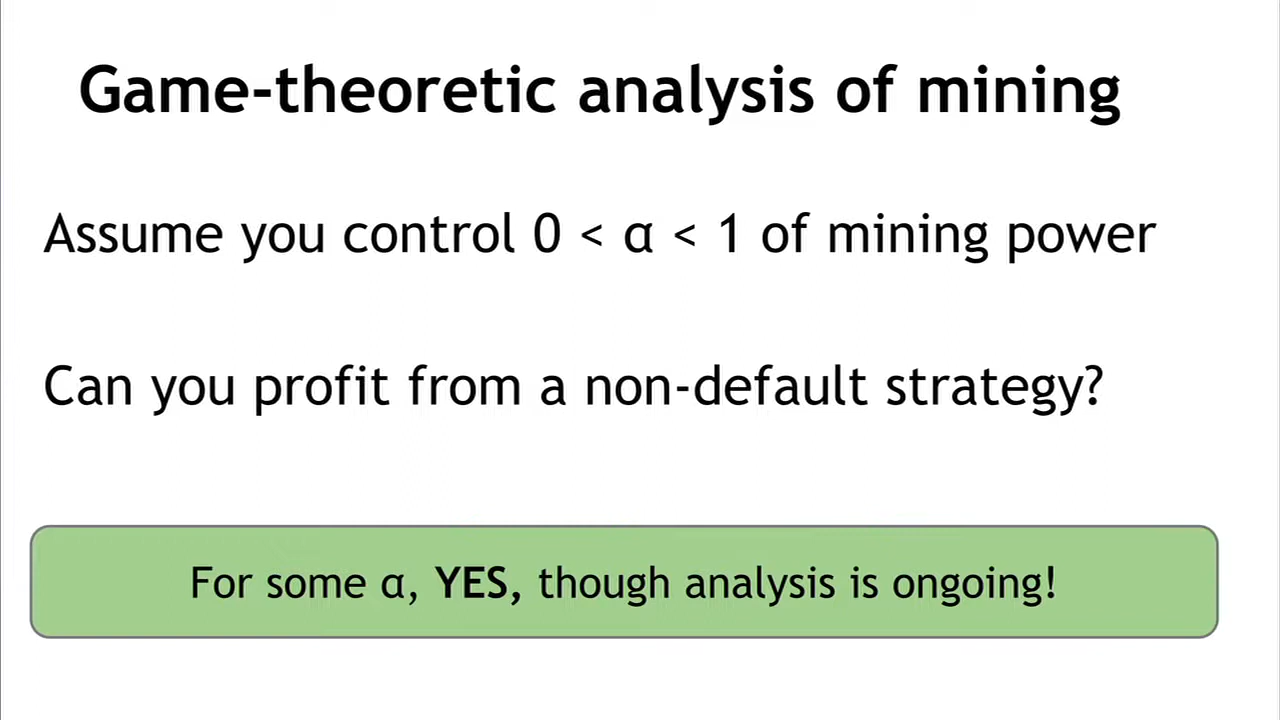 Game-theoretic analysis of mining
Assume you control 0 < α < 1 of mining power
Can you profit from a non-default strategy?
For some α, YES, though analysis is ongoing!